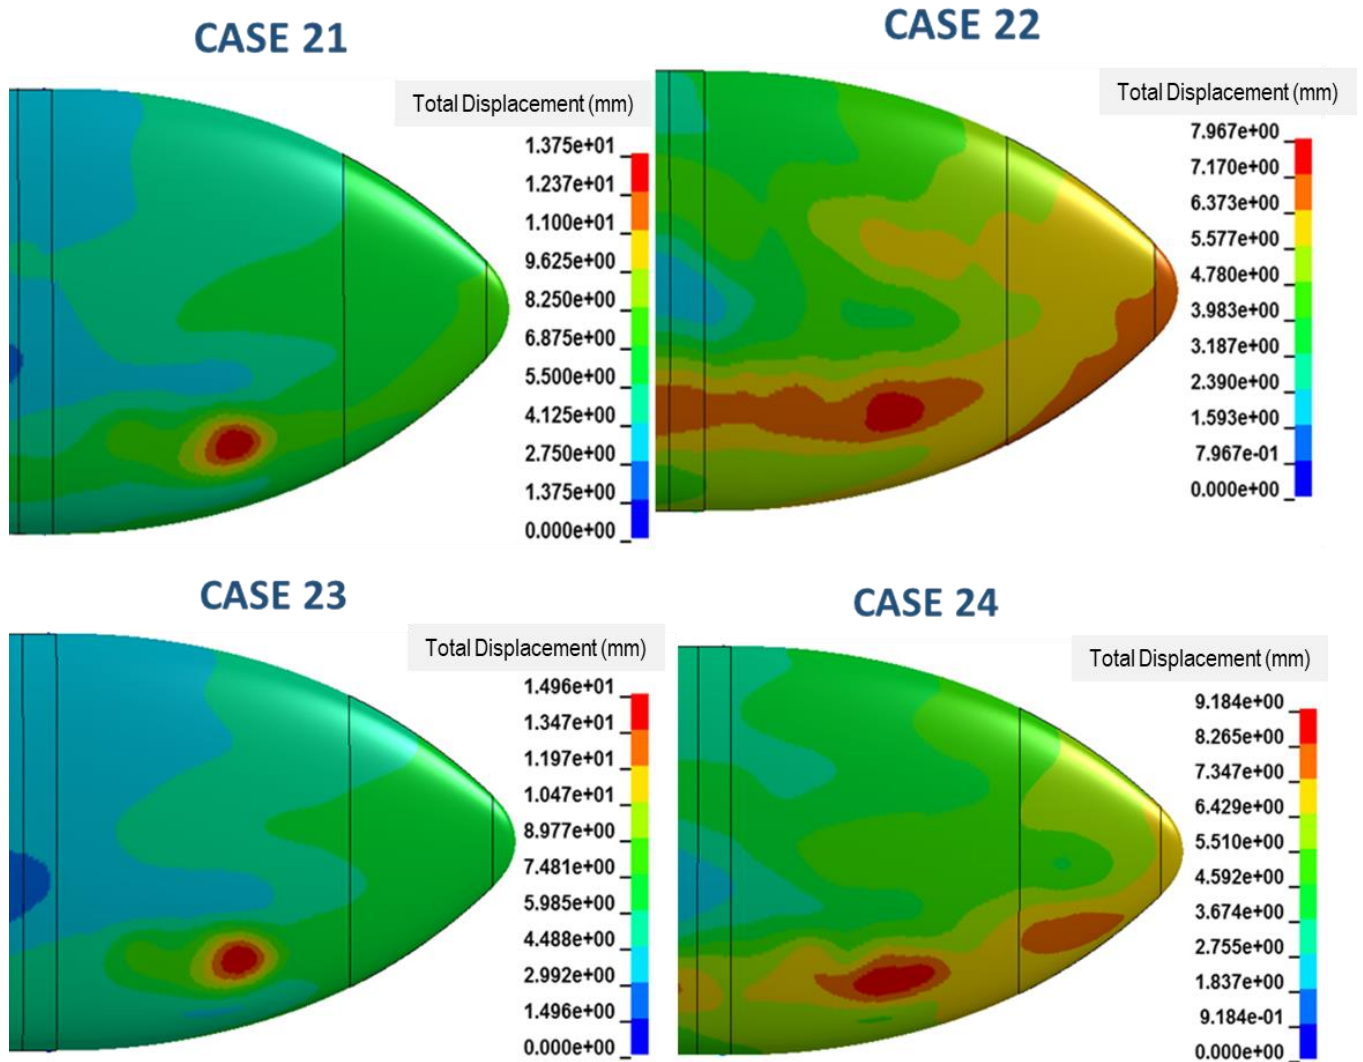 CASE 21
Total Displacement (mm)
1.375e+01
1.237e+01
1.100e+01
9.625e+00
8.250e+00
6.875e+00
5.500e+00
4.125e+00
2.750e+00
1.375e+00
0.000e+00
CASE 22
Total Displacement (mm)
7.967e+00
7.170e+00
6.373e+00
5.577e+00
4.780e+00
3.983e+00
3.187e+00
2.390e+00
1.593e+00
7.967e-01
0.000e+00
CASE 23
Total Displacement (mm)
1.496e+01
1.347e+01
1.197e+01
1.047e+01
8.977e+00
7.481e+00
5.985e+00
4.488e+00
2.992e+00
1.496e+00
0.000e+00
CASE 24
Total Displacement (mm)
9.184e+00
8.265e+00
7.347e+00
6.429e+00
5.510e+00
4.592e+00
3.674e+00
2.755e+00
1.837e+00
9.184e-01
0.000e+00